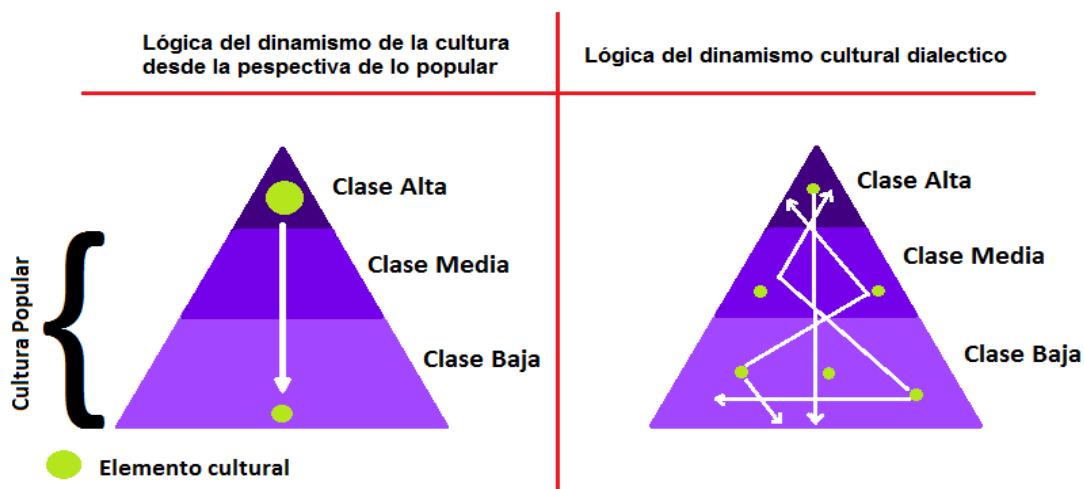 Lógica del dinamismo de la cultura
desde la pespectiva de lo popular
Lógica del dinamismo cultural dialectico
Clase Alta
Clase Media
Clase Baja
Cultura Popular
Elemento cultural
Clase Alta
Clase Media
Clase Baja